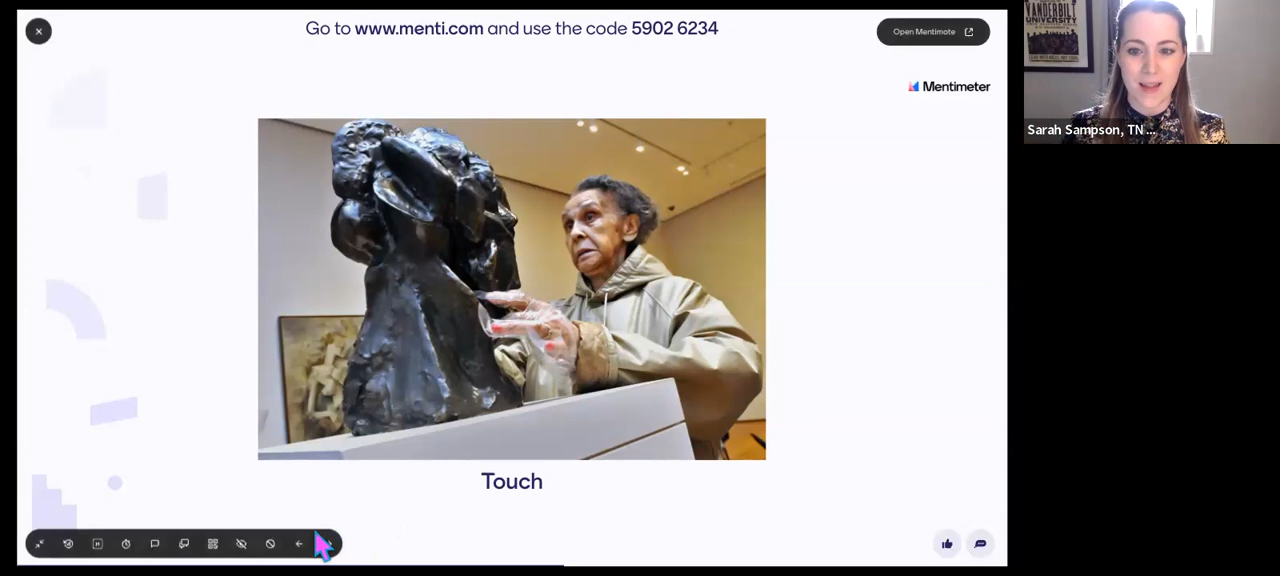 Go to www.menti.com and use the code 5902 6234
Open Mentimote
Mentimeter
Touch
VANDERBILT
UNIVERSITY
Sarah Sampson, TN ...